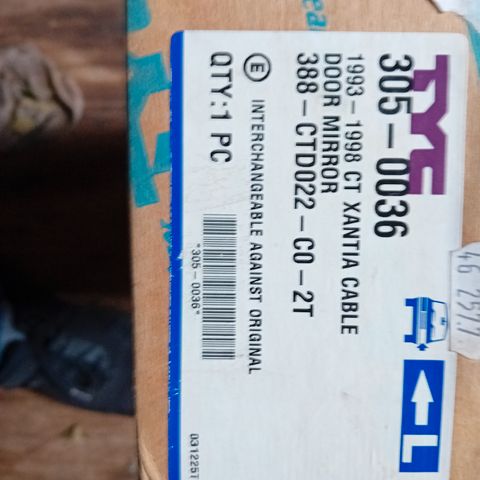 TYC
305-0036
1993-1998 CT XANTIA CABLE
DOOR MIRROR
388-CTD022-C0-2T
QTY:1 PC
E INTERCHANGEABLE AGAINST ORIGINAL
*305-0036*
031225T
L